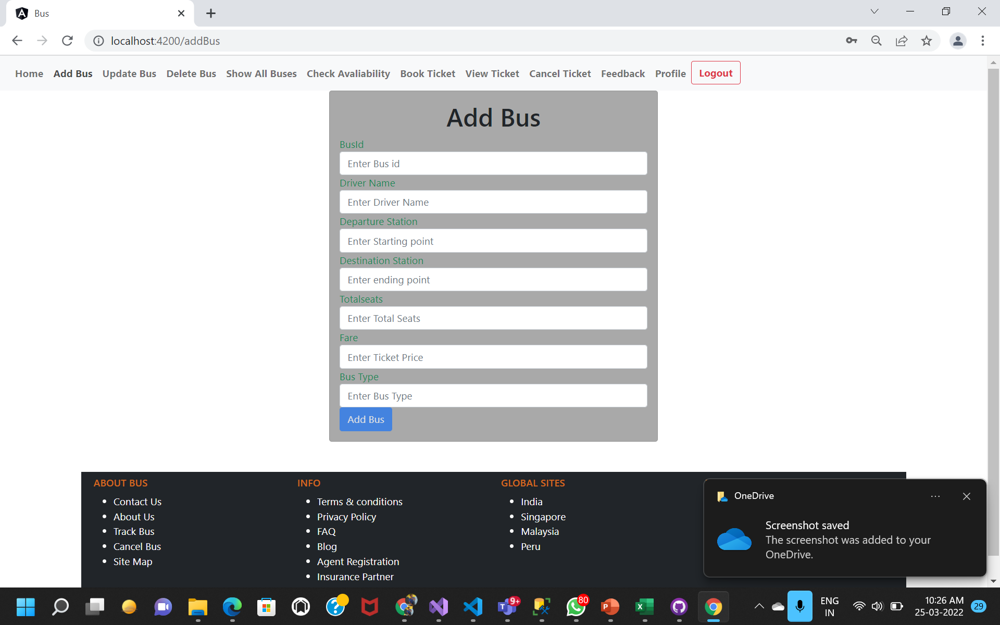 Bus
localhost:4200/addBus
Home Add Bus Update Bus Delete Bus Show All Buses Check Avaliability Book Ticket View Ticket Cancel Ticket Feedback Profile Logout
Add Bus
BusId
Enter Bus id
Driver Name
Enter Driver Name
Departure Station
Enter Starting point
Destination Station
Enter ending point
Totalseats
Enter Total Seats
Fare
Enter Ticket Price
Bus Type
Enter Bus Type
Add Bus
ABOUT BUS
Contact Us
About Us
Track Bus
Cancel Bus
Site Map
INFO
Terms & conditions
Privacy Policy
FAQ
Blog
Agent Registration
Insurance Partner
GLOBAL SITES
India
Singapore
Malaysia
Peru
OneDrive
Screenshot saved
The screenshot was added to your
OneDrive.
9+
80
ENG
IN
10:26 AM
25-03-2022
29